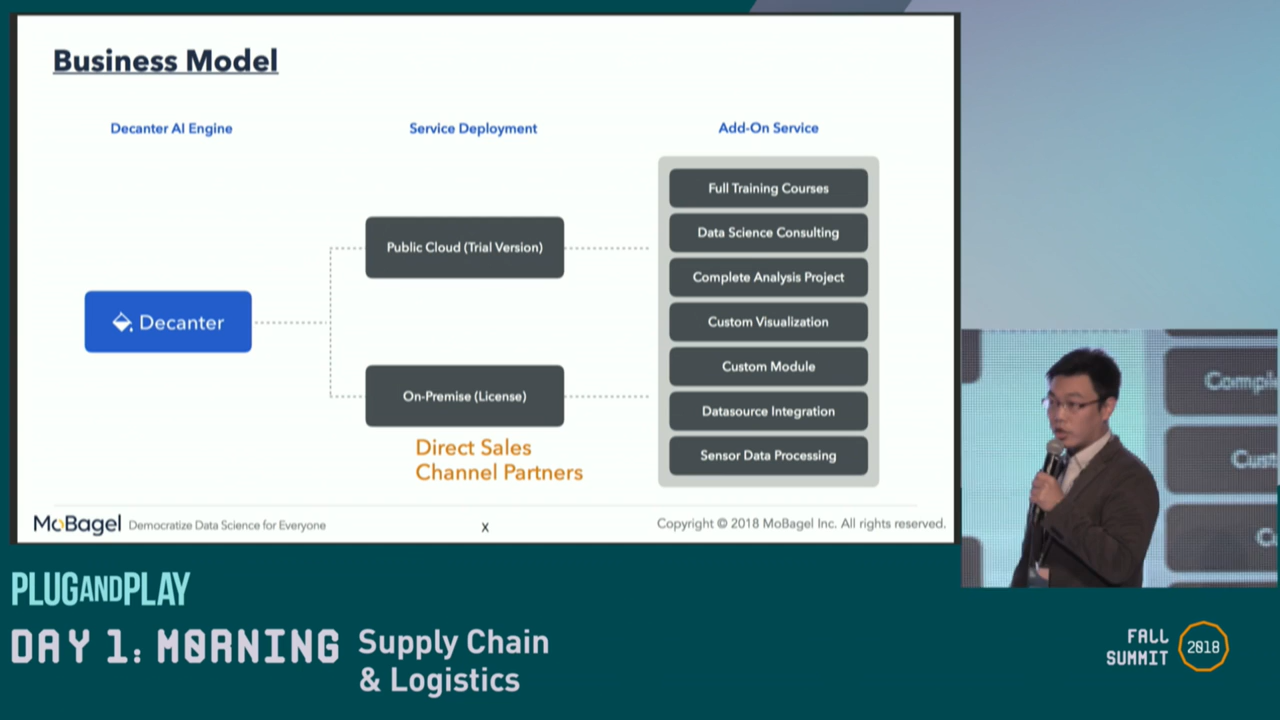 Business Model
Decanter AI Engine
Service Deployment
Add-On Service
Decanter
Public Cloud (Trial Version)
On-Premise (License)
Direct Sales
Channel Partners
Full Training Courses
Data Science Consulting
Complete Analysis Project
Custom Visualization
Custom Module
Datasource Integration
Sensor Data Processing
MoBagel Democratize Data Science for Everyone
x
Copyright © 2018 MoBagel Inc. All rights reserved.
PLUGANDPLAY
DAY 1: MORNING
Supply Chain
& Logistics
FALL
SUMMIT
2018